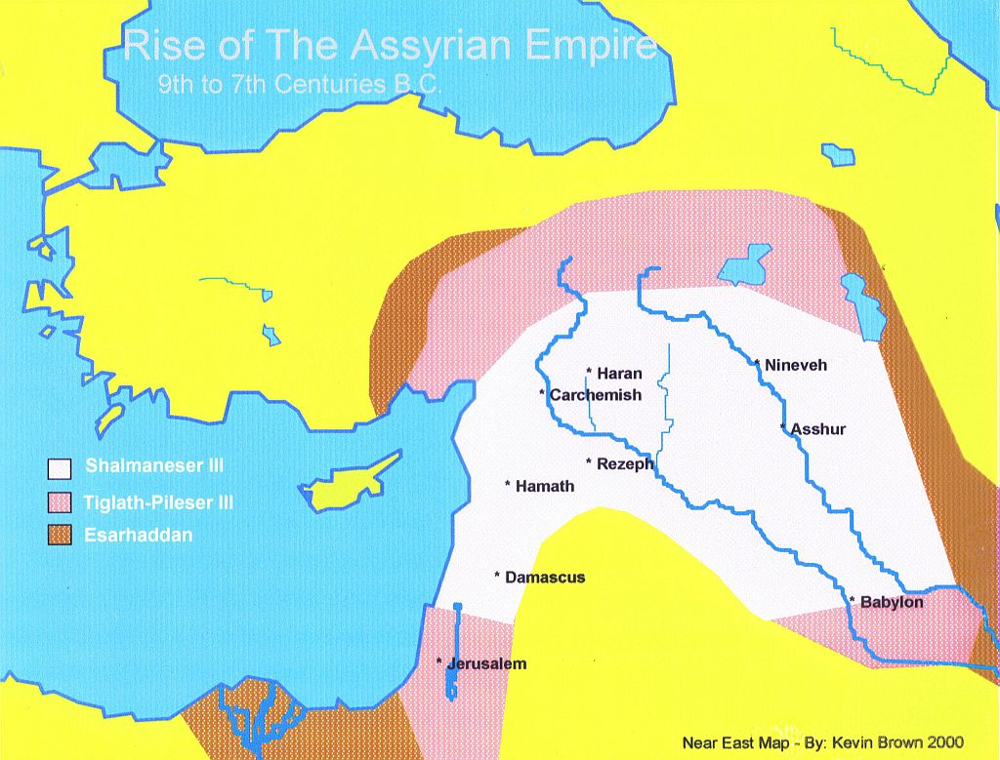 Rise of The Assyrian Empire
9th to 7th Centuries B.C.
* Nineveh
* Haran
* Carchemish
* Asshur
* Rezeph
* Hamath
Shalmaneser III
Tiglath-Pileser III
Esarhaddan
* Damascus
* Babylon
* Jerusalem
Near East Map - By: Kevin Brown 2000